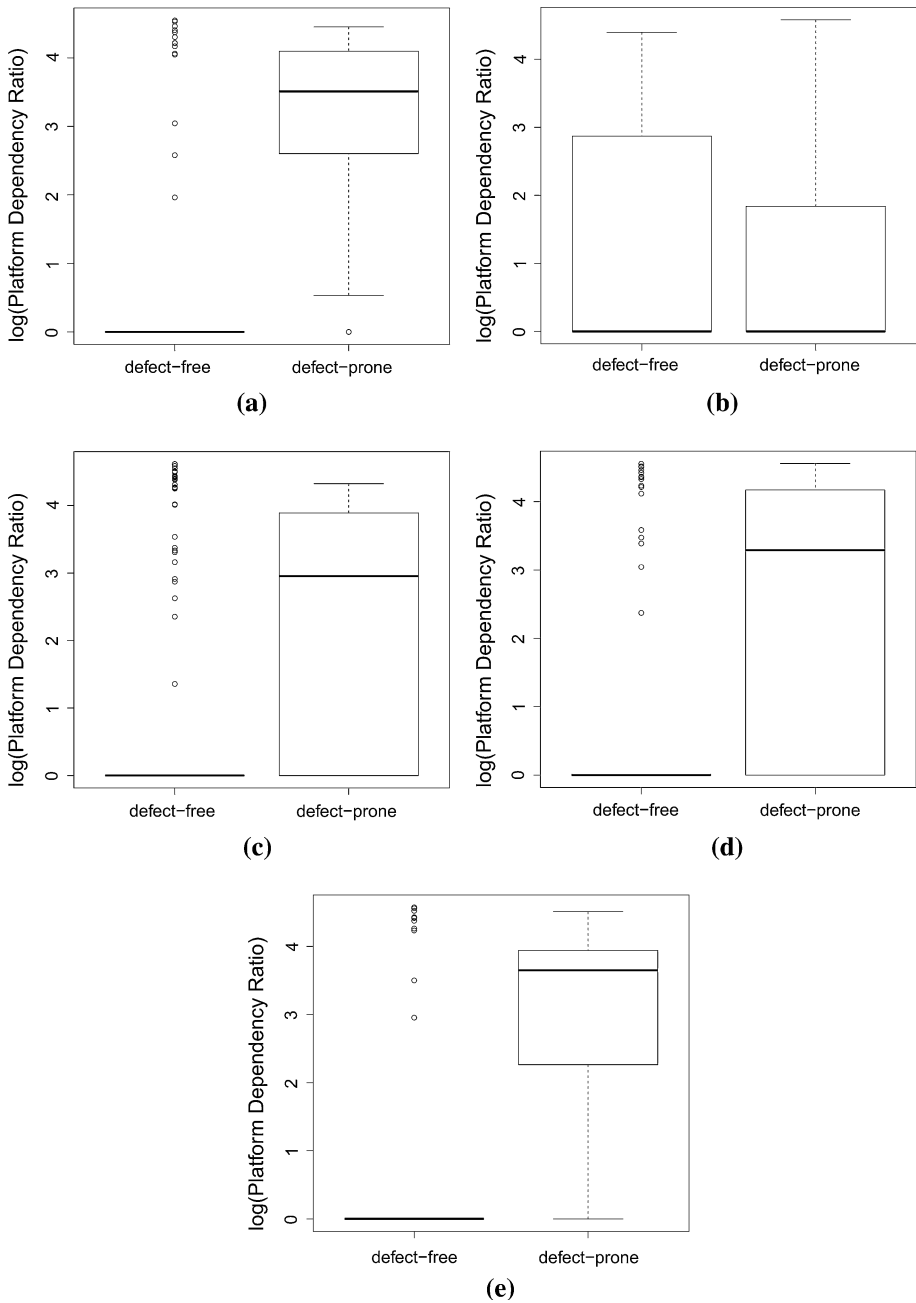 log(Platform Dependency Ratio)
4
3
2
1
0
defect−free defect−prone
(a)
log(Platform Dependency Ratio)
4
3
2
1
0
defect−free defect−prone
(b)
log(Platform Dependency Ratio)
4
3
2
1
0
defect−free defect−prone
(c)
log(Platform Dependency Ratio)
4
3
2
1
0
defect−free defect−prone
(d)
log(Platform Dependency Ratio)
4
3
2
1
0
defect−free defect−prone
(e)